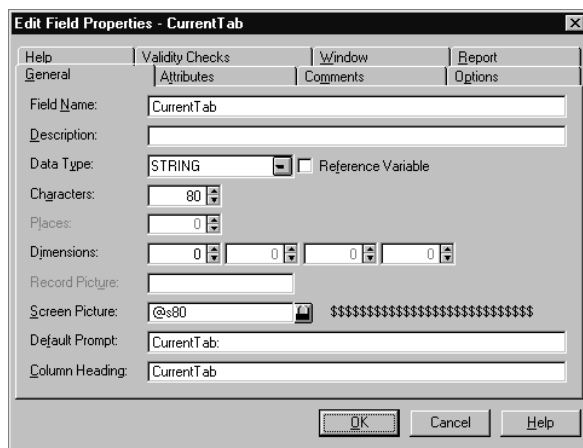 Edit Field Properties - CurrentTab
Help Validity Checks Window Report
General Attributes Comments Options
Field Name: CurrentTab
Description:
Data Type: STRING Reference Variable
Characters: 80
Places: 0
Dimensions: 0 0 0 0
Record Picture:
Screen Picture: @s80 $$$$$$$$$$$$$$$$$$$$$$$$$$$$
Default Prompt: CurrentTab:
Column Heading: CurrentTab
OK Cancel Help